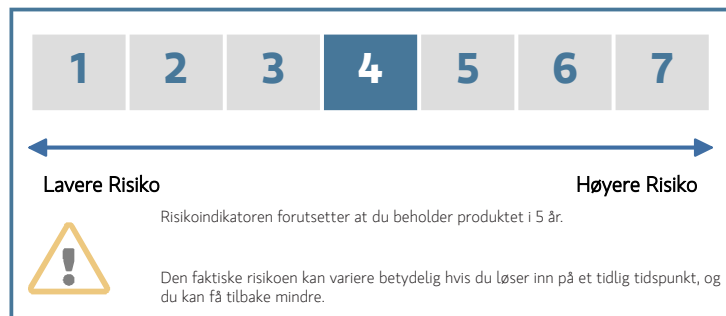 1 2 3 4 5 6 7
Lavere Risiko Høyere Risiko
Risikoindikatoren forutsetter at du beholder produktet i 5 år.
Den faktiske risikoen kan variere betydelig hvis du løser inn på et tidlig tidspunkt, og
du kan få tilbake mindre.